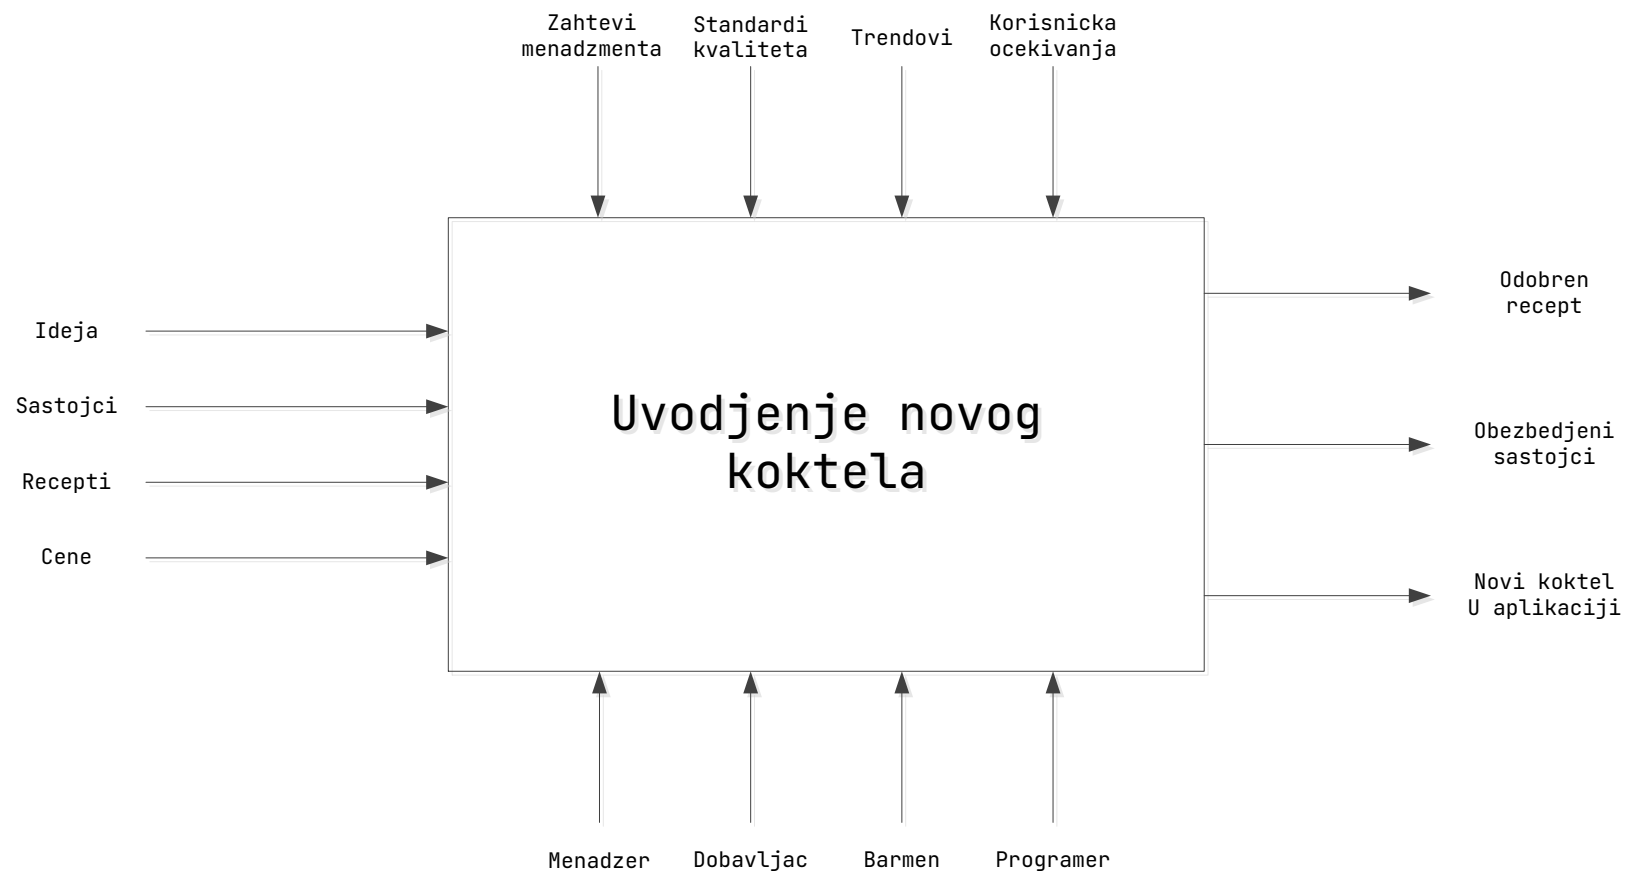 Zahtevi
menadzmenta
Standardi
kvaliteta
Trendovi
Korisnicka
ocekivanja
Ideja
Sastojci
Recepti
Cene
Uvodjenje novog
koktela
Odobren
recept
Obezbedjeni
sastojci
Novi koktel
U aplikaciji
Menadzer
Dobavljac
Barmen
Programer